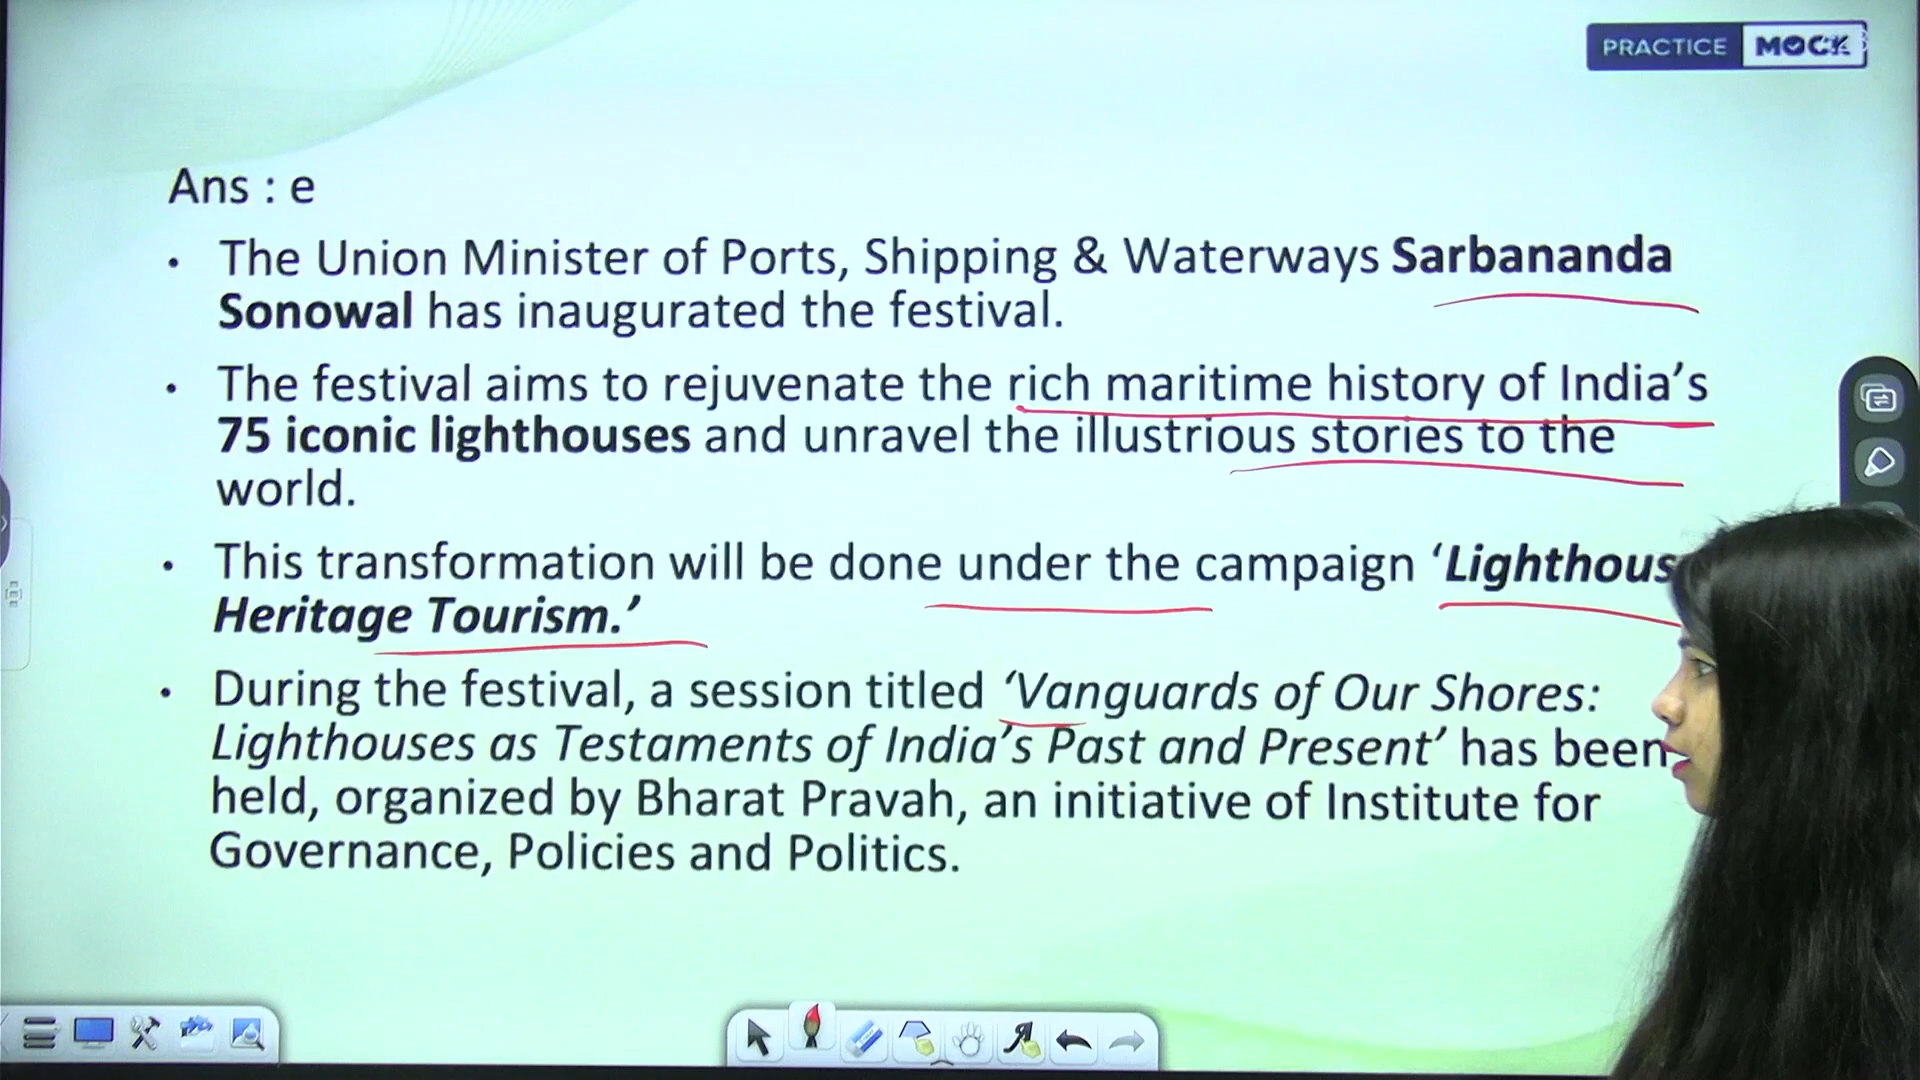 PRACTICE MOCK
Ans : e
• The Union Minister of Ports, Shipping & Waterways Sarbananda
Sonowal has inaugurated the festival.
• The festival aims to rejuvenate the rich maritime history of India's
75 iconic lighthouses and unravel the illustrious stories to the
world.
• This transformation will be done under the campaign ‘Lighthous
Heritage Tourism.’
• During the festival, a session titled ‘Vanguards of Our Shores:
Lighthouses as Testaments of India’s Past and Present’ has been
held, organized by Bharat Pravah, an initiative of Institute for
Governance, Policies and Politics.